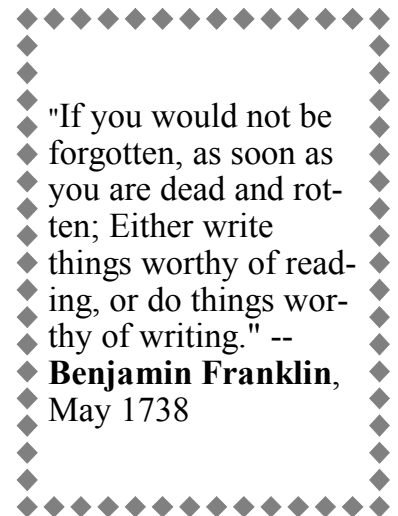 "If you would not be
forgotten, as soon as
you are dead and rot-
ten; Either write
things worthy of read-
ing, or do things wor-
thy of writing." --
Benjamin Franklin,
May 1738